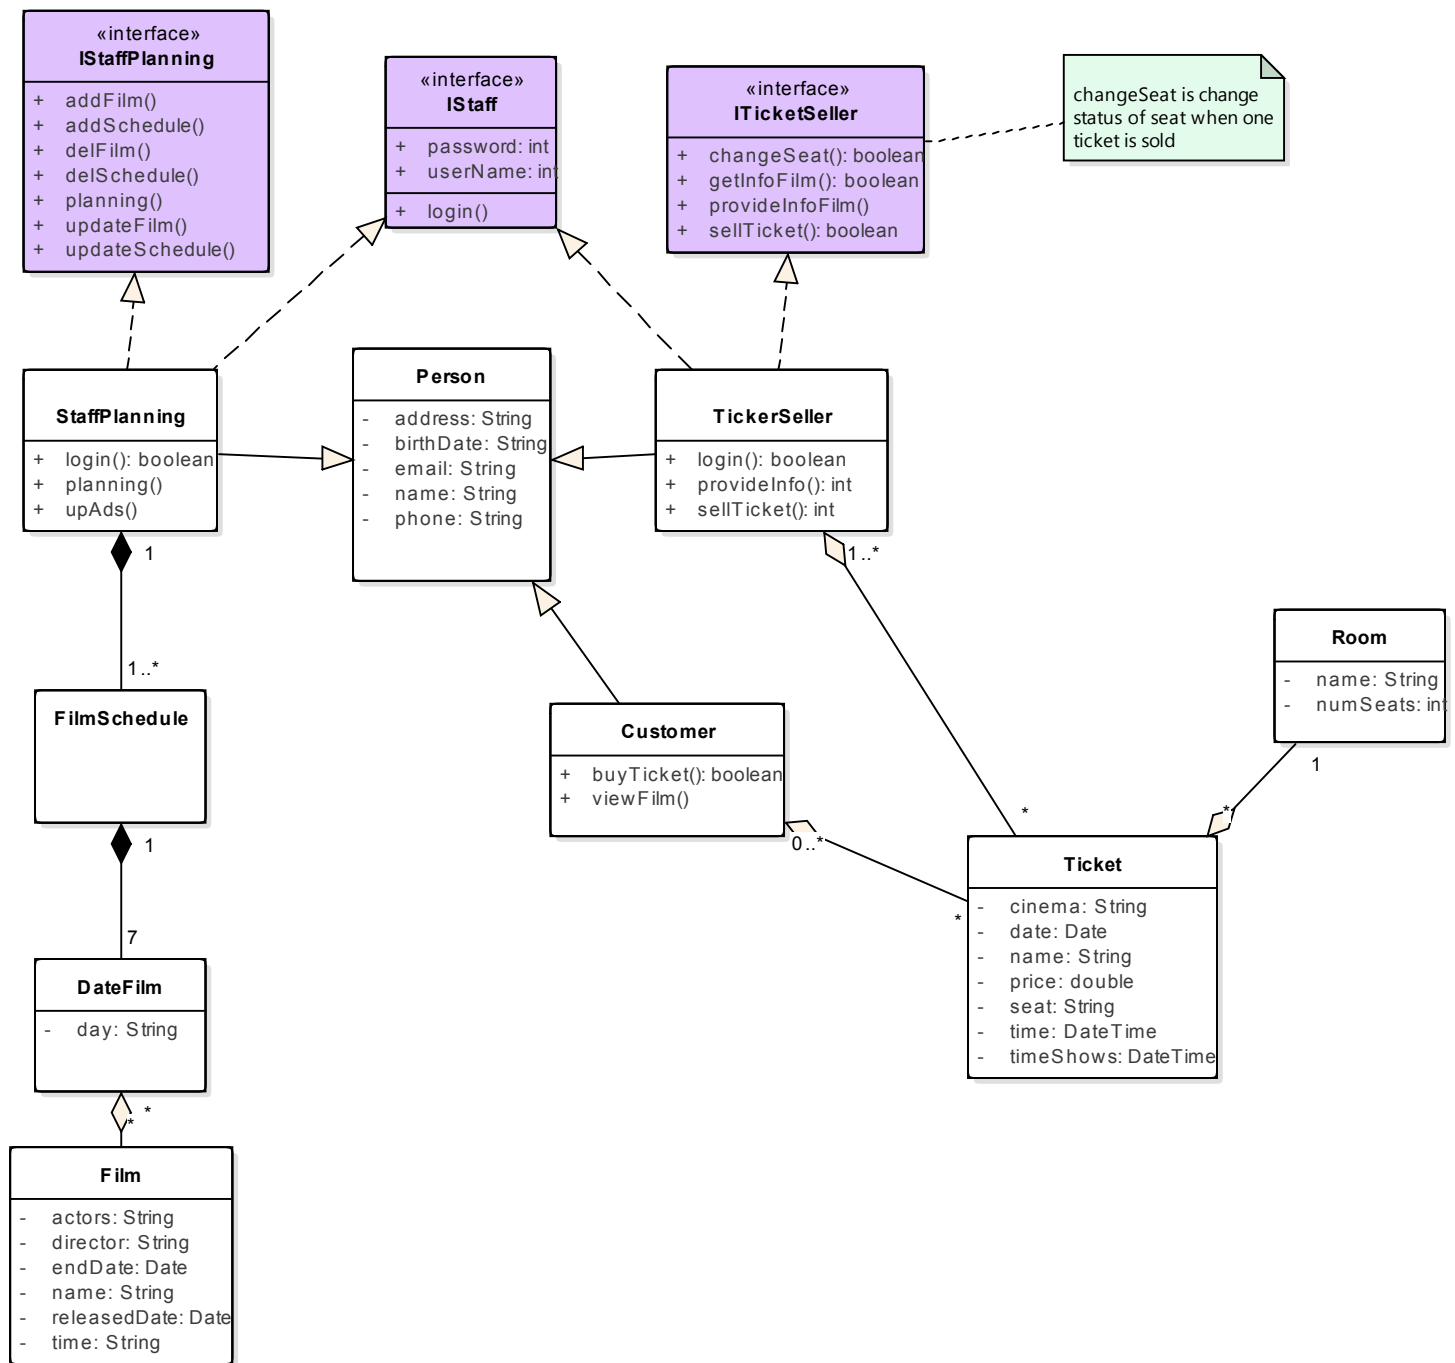 «interface»
IStaffPlanning
+ addFilm()
+ addSchedule()
+ delFilm()
+ delSchedule()
+ planning()
+ updateFilm()
+ updateSchedule()
«interface»
IStaff
+ password: int
+ userName: int
+ login()
«interface»
ITicketSeller
+ changeSeat(): boolean
+ getInfoFilm(): boolean
+ provideInfoFilm()
+ sellTicket(): boolean
changeSeat is change
status of seat when one
ticket is sold
StaffPlanning
+ login(): boolean
+ planning()
+ upAds()
Person
- address: String
- birthDate: String
- email: String
- name: String
- phone: String
TickerSeller
+ login(): boolean
+ provideInfo(): int
+ sellTicket(): int
1
1..*
1..*
*
FilmSchedule
Customer
+ buyTicket(): boolean
+ viewFilm()
0..*
*
Room
- name: String
- numSeats: int
1
*
Ticket
- cinema: String
- date: Date
- name: String
- price: double
- seat: String
- time: DateTime
- timeShows: DateTime
1
7
DateFilm
- day: String
*
*
Film
- actors: String
- director: String
- endDate: Date
- name: String
- releasedDate: Date
- time: String